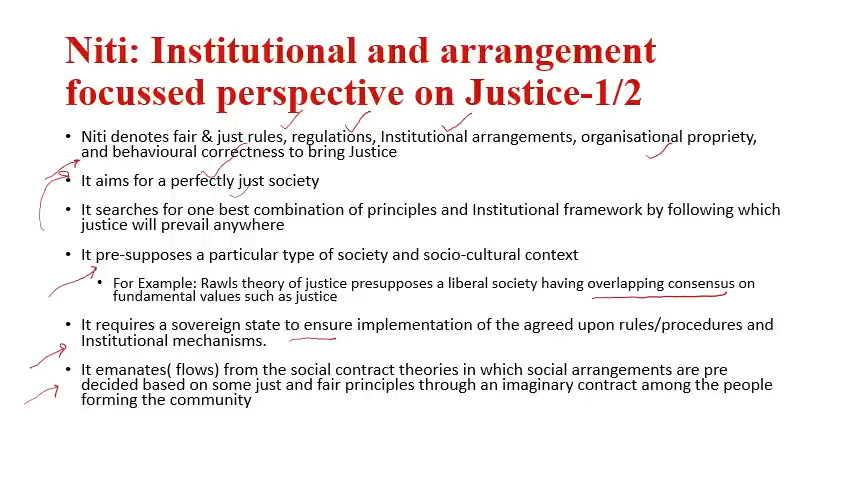 Niti: Institutional and arrangement
focussed perspective on Justice-1/2
• Niti denotes fair & just rules, regulations, Institutional arrangements, organisational propriety,
and behavioural correctness to bring Justice
• It aims for a perfectly just society
• It searches for one best combination of principles and Institutional framework by following which
justice will prevail anywhere
• It pre-supposes a particular type of society and socio-cultural context
• For Example: Rawls theory of justice presupposes a liberal society having overlapping consensus on
fundamental values such as justice
• It requires a sovereign state to ensure implementation of the agreed upon rules/procedures and
Institutional mechanisms.
• It emanates( flows) from the social contract theories in which social arrangements are pre
decided based on some just and fair principles through an imaginary contract among the people
forming the community